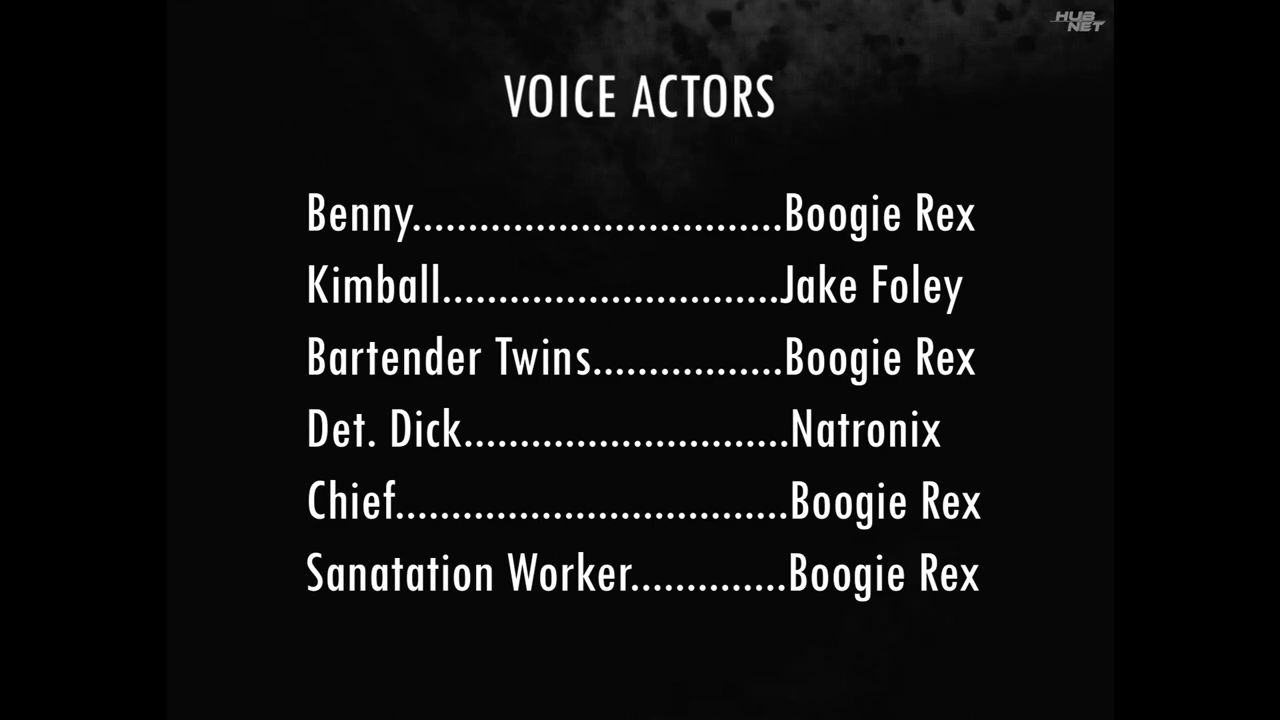 HUB
NET
VOICE ACTORS
Benny.................................Boogie Rex
Kimball..............................Jake Foley
Bartender Twins.................Boogie Rex
Det. Dick.............................Natronix
Chief...................................Boogie Rex
Sanatation Worker..............Boogie Rex